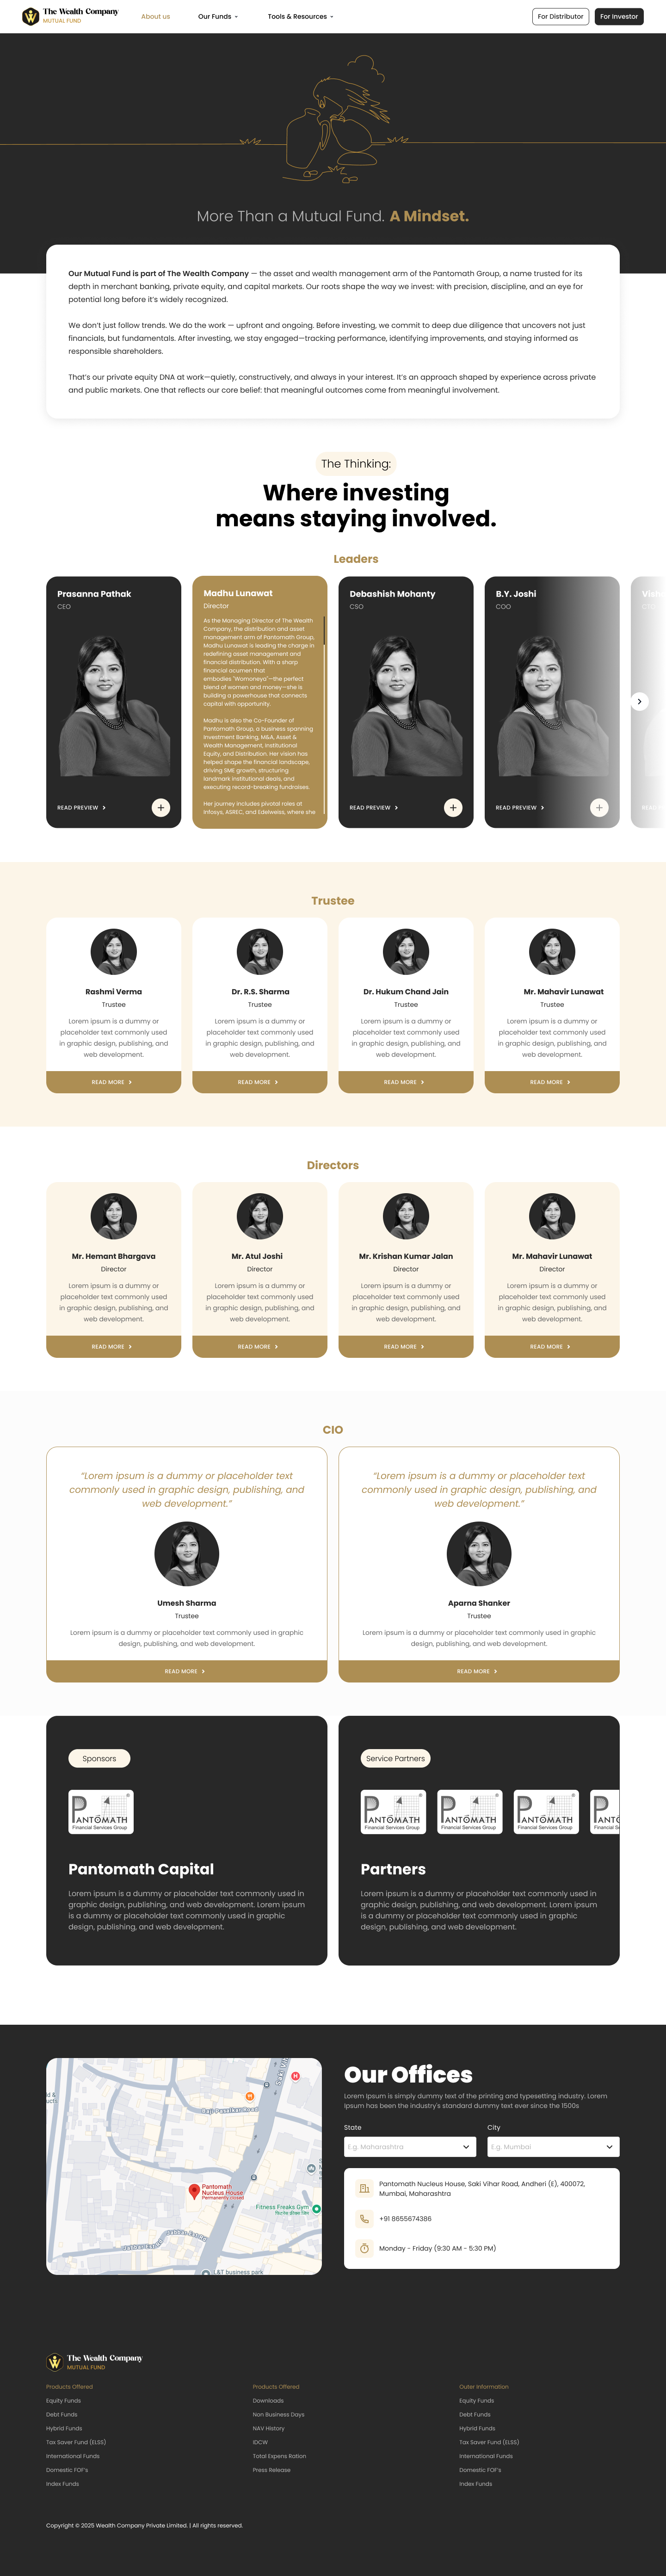 The Wealth Company
MUTUAL FUND
About us
Our Funds
Tools & Resources
For Distributor
For Investor
More Than a Mutual Fund. A Mindset.
Our Mutual Fund is part of The Wealth Company — the asset and wealth management arm of the Pantomath Group, a name trusted for its
depth in merchant banking, private equity, and capital markets. Our roots shape the way we invest: with precision, discipline, and an eye for
potential long before it's widely recognized.
We don't just follow trends. We do the work — upfront and ongoing. Before investing, we commit to deep due diligence that uncovers not just
financials, but fundamentals. After investing, we stay engaged—tracking performance, identifying improvements, and staying informed as
responsible shareholders.
That's our private equity DNA at work—quietly, constructively, and always in your interest. It's an approach shaped by experience across private
and public markets. One that reflects our core belief: that meaningful outcomes come from meaningful involvement.
The Thinking:
Where investing
means staying involved.
Leaders
Prasanna Pathak
CEO
READ PREVIEW
Madhu Lunawat
Director
As the Managing Director of The Wealth
Company, the distribution and asset
management arm of Pantomath Group,
Madhu Lunawat is leading the charge in
redefining asset management and
financial distribution. With a sharp
financial acumen that
embodies "Womoneya"—the perfect
blend of women and money—she is
building a powerhouse that connects
capital with opportunity.
Madhu is also the Co-Founder of
Pantomath Group, a business spanning
Investment Banking, M&A, Asset &
Wealth Management, Institutional
Equity, and Distribution. Her vision has
helped shape the financial landscape,
driving SME growth, structuring
landmark institutional deals, and
executing record-breaking fundraises.
Her journey includes pivotal roles at
Infosys, ASREC, and Edelweiss, where she
Debashish Mohanty
CSO
READ PREVIEW
B.Y. Joshi
COO
READ PREVIEW
Trustee
Rashmi Verma
Trustee
Lorem ipsum is a dummy or
placeholder text commonly used
in graphic design, publishing, and
web development.
READ MORE
Dr. R.S. Sharma
Trustee
Lorem ipsum is a dummy or
placeholder text commonly used
in graphic design, publishing, and
web development.
READ MORE
Dr. Hukum Chand Jain
Trustee
Lorem ipsum is a dummy or
placeholder text commonly used
in graphic design, publishing, and
web development.
READ MORE
Mr. Mahavir Lunawat
Trustee
Lorem ipsum is a dummy or
placeholder text commonly used
in graphic design, publishing, and
web development.
READ MORE
Directors
Mr. Hemant Bhargava
Director
Lorem ipsum is a dummy or
placeholder text commonly used
in graphic design, publishing, and
web development.
READ MORE
Mr. Atul Joshi
Director
Lorem ipsum is a dummy or
placeholder text commonly used
in graphic design, publishing, and
web development.
READ MORE
Mr. Krishan Kumar Jalan
Director
Lorem ipsum is a dummy or
placeholder text commonly used
in graphic design, publishing, and
web development.
READ MORE
Mr. Mahavir Lunawat
Director
Lorem ipsum is a dummy or
placeholder text commonly used
in graphic design, publishing, and
web development.
READ MORE
CIO
"Lorem ipsum is a dummy or placeholder text
commonly used in graphic design, publishing, and
web development."
Umesh Sharma
Trustee
Lorem ipsum is a dummy or placeholder text commonly used in graphic
design, publishing, and web development.
READ MORE
"Lorem ipsum is a dummy or placeholder text
commonly used in graphic design, publishing, and
web development."
Aparna Shanker
Trustee
Lorem ipsum is a dummy or placeholder text commonly used in graphic
design, publishing, and web development.
READ MORE
Sponsors
PANTOMATH
Financial Services Group
Pantomath Capital
Lorem ipsum is a dummy or placeholder text commonly used in
graphic design, publishing, and web development. Lorem ipsum
is a dummy or placeholder text commonly used in graphic
design, publishing, and web development.
Service Partners
PANTOMATH
Financial Services Group
PANTOMATH
Financial Services Group
PANTOMATH
Financial Services Group
Partners
Lorem ipsum is a dummy or placeholder text commonly used in
graphic design, publishing, and web development. Lorem ipsum
is a dummy or placeholder text commonly used in graphic
design, publishing, and web development.
Pantomath
Nucleus House
Permanently closed
Fitness Freaks Gym
L&T business park
Our Offices
Lorem Ipsum is simply dummy text of the printing and typesetting industry. Lorem
Ipsum has been the industry's standard dummy text ever since the 1500s
State
City
E.g. Maharashtra
E.g. Mumbai
Pantomath Nucleus House, Saki Vihar Road, Andheri (E), 400072,
Mumbai, Maharashtra
+91 8655674386
Monday - Friday (9:30 AM - 5:30 PM)
The Wealth Company
MUTUAL FUND
Products Offered
Equity Funds
Debt Funds
Hybrid Funds
Tax Saver Fund (ELSS)
International Funds
Domestic FOF's
Index Funds
Products Offered
Downloads
Non Business Days
NAV History
IDCW
Total Expens Ration
Press Release
Outer Information
Equity Funds
Debt Funds
Hybrid Funds
Tax Saver Fund (ELSS)
International Funds
Domestic FOF's
Index Funds
Copyright © 2025 Wealth Company Private Limited. | All rights reserved.